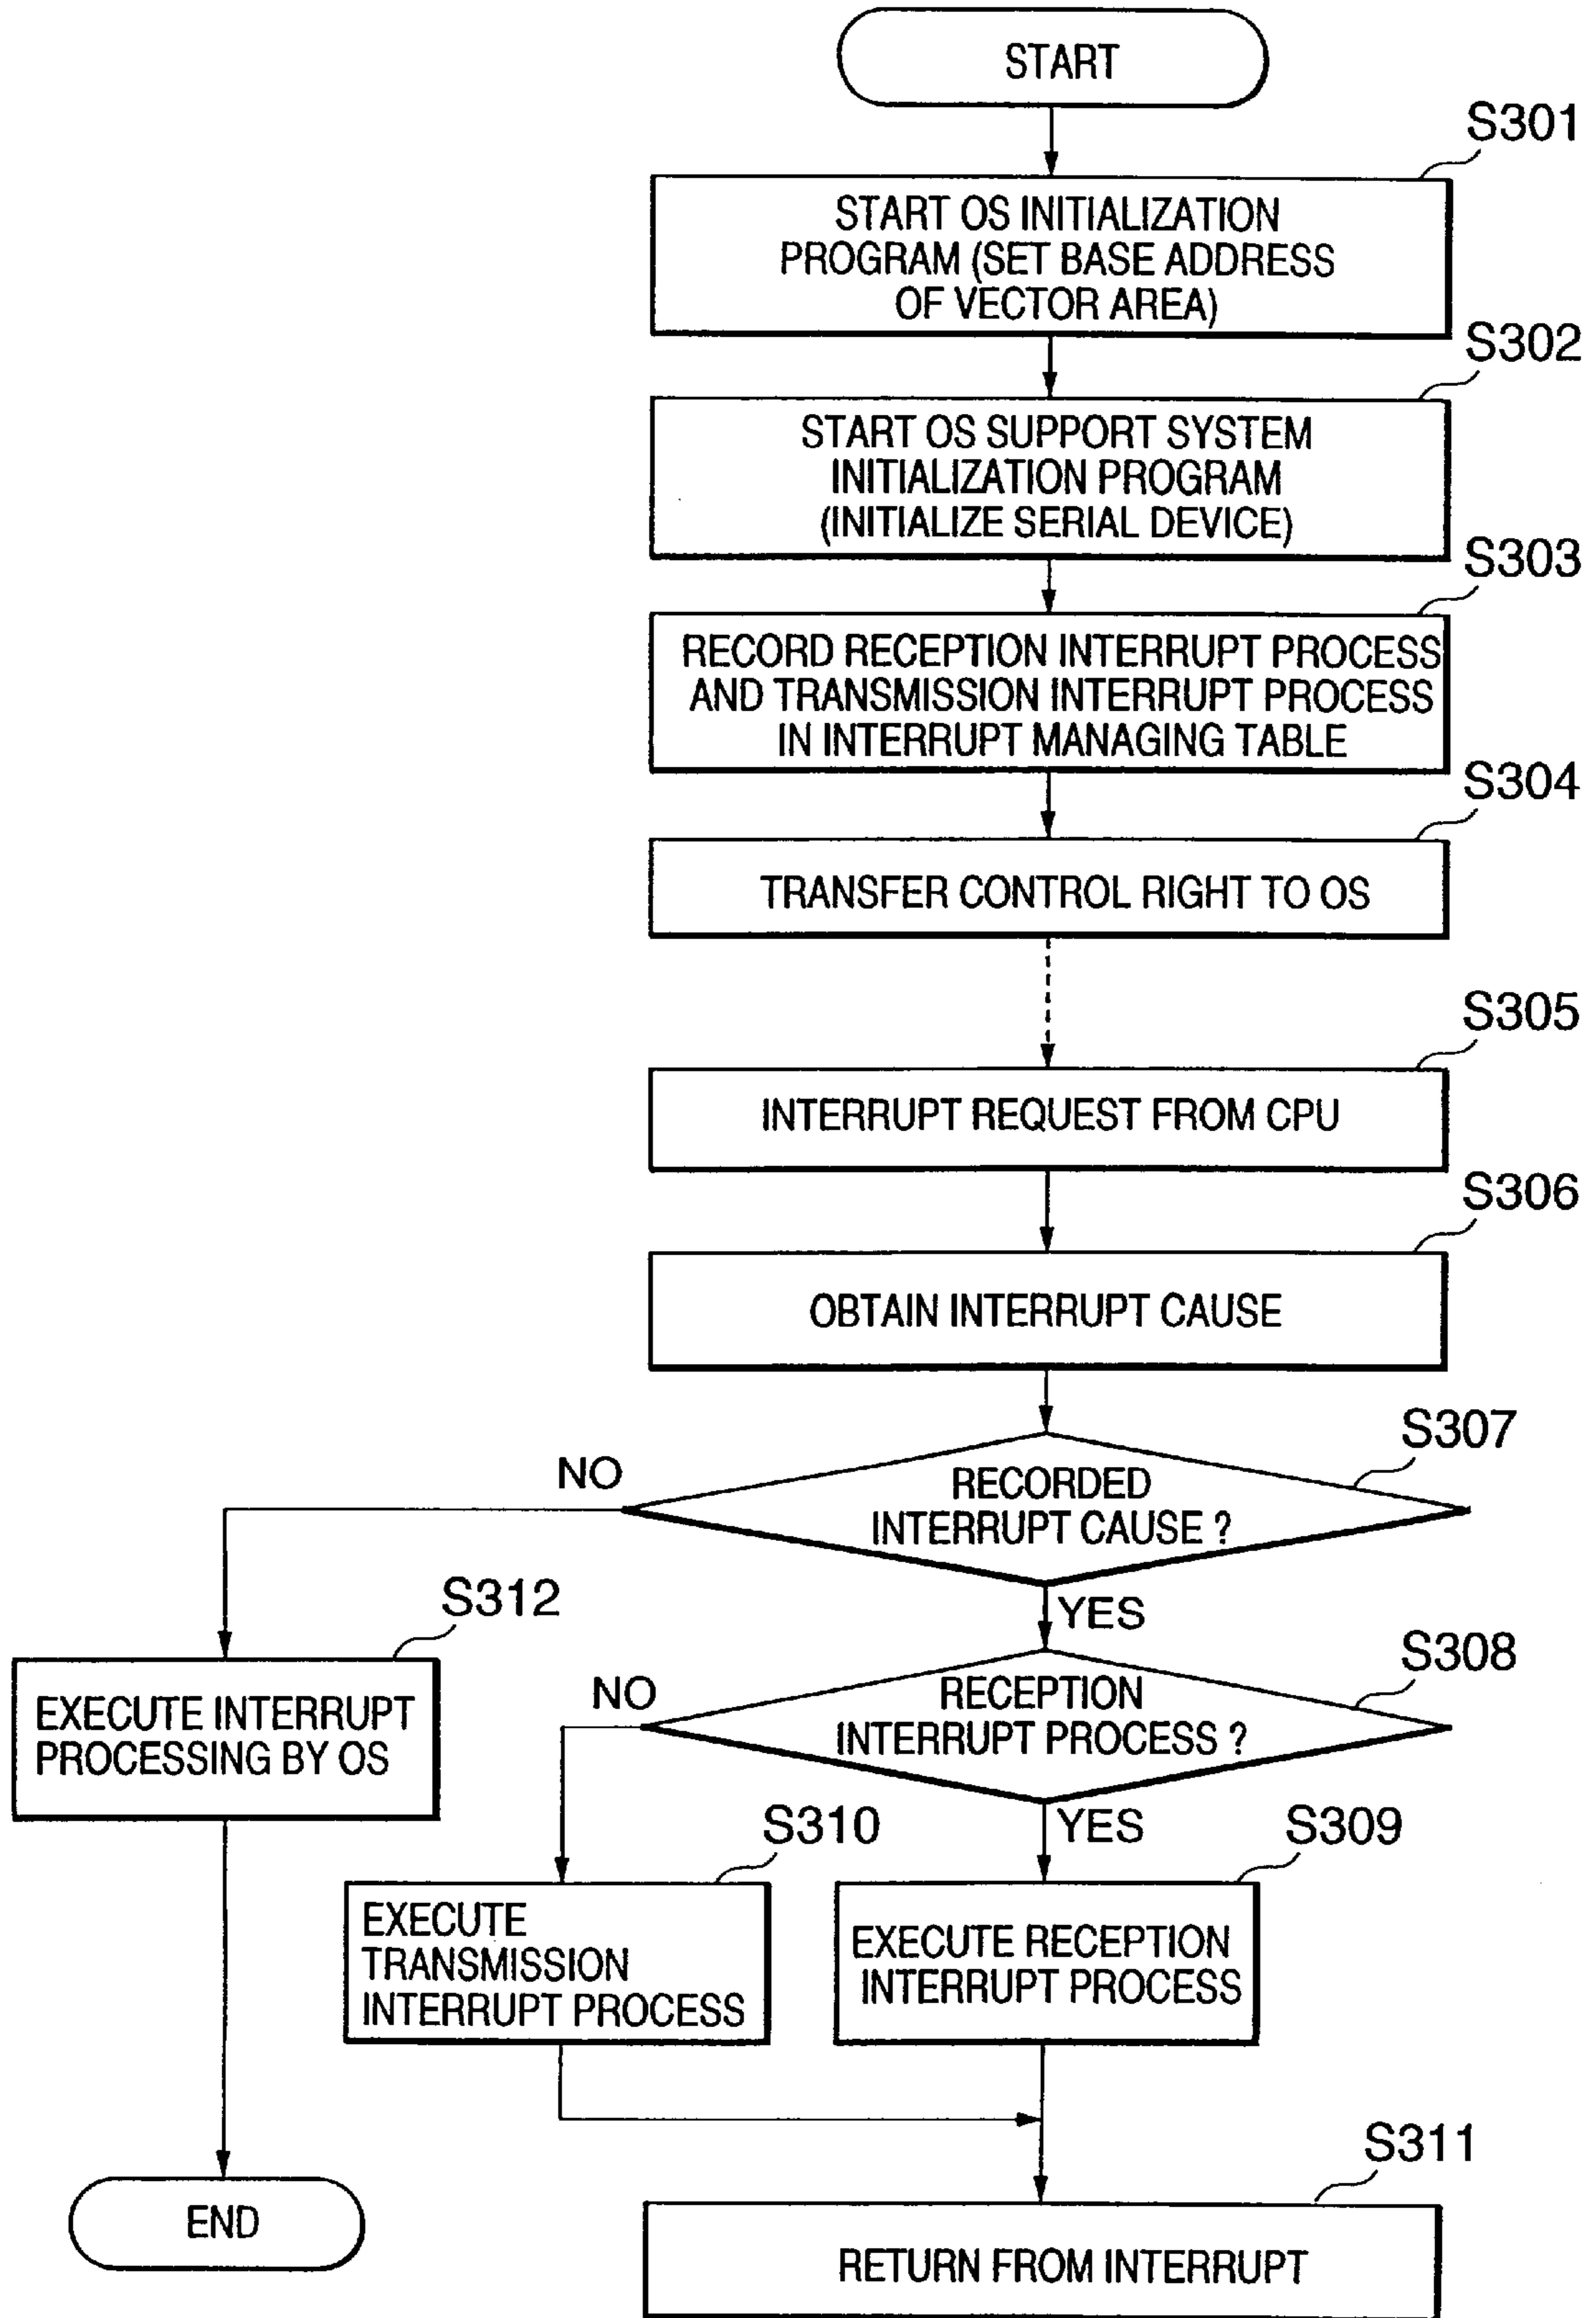 START
S301
START OS INITIALIZATION
PROGRAM (SET BASE ADDRESS
OF VECTOR AREA)
S302
START OS SUPPORT SYSTEM
INITIALIZATION PROGRAM
(INITIALIZE SERIAL DEVICE)
S303
RECORD RECEPTION INTERRUPT PROCESS
AND TRANSMISSION INTERRUPT PROCESS
IN INTERRUPT MANAGING TABLE
S304
TRANSFER CONTROL RIGHT TO OS
S305
INTERRUPT REQUEST FROM CPU
S306
OBTAIN INTERRUPT CAUSE
S307
NO
RECORDED
INTERRUPT CAUSE ?
YES
S312
EXECUTE INTERRUPT
PROCESSING BY OS
S308
NO
RECEPTION
INTERRUPT PROCESS ?
YES
S310
EXECUTE
TRANSMISSION
INTERRUPT PROCESS
S309
EXECUTE RECEPTION
INTERRUPT PROCESS
END
S311
RETURN FROM INTERRUPT